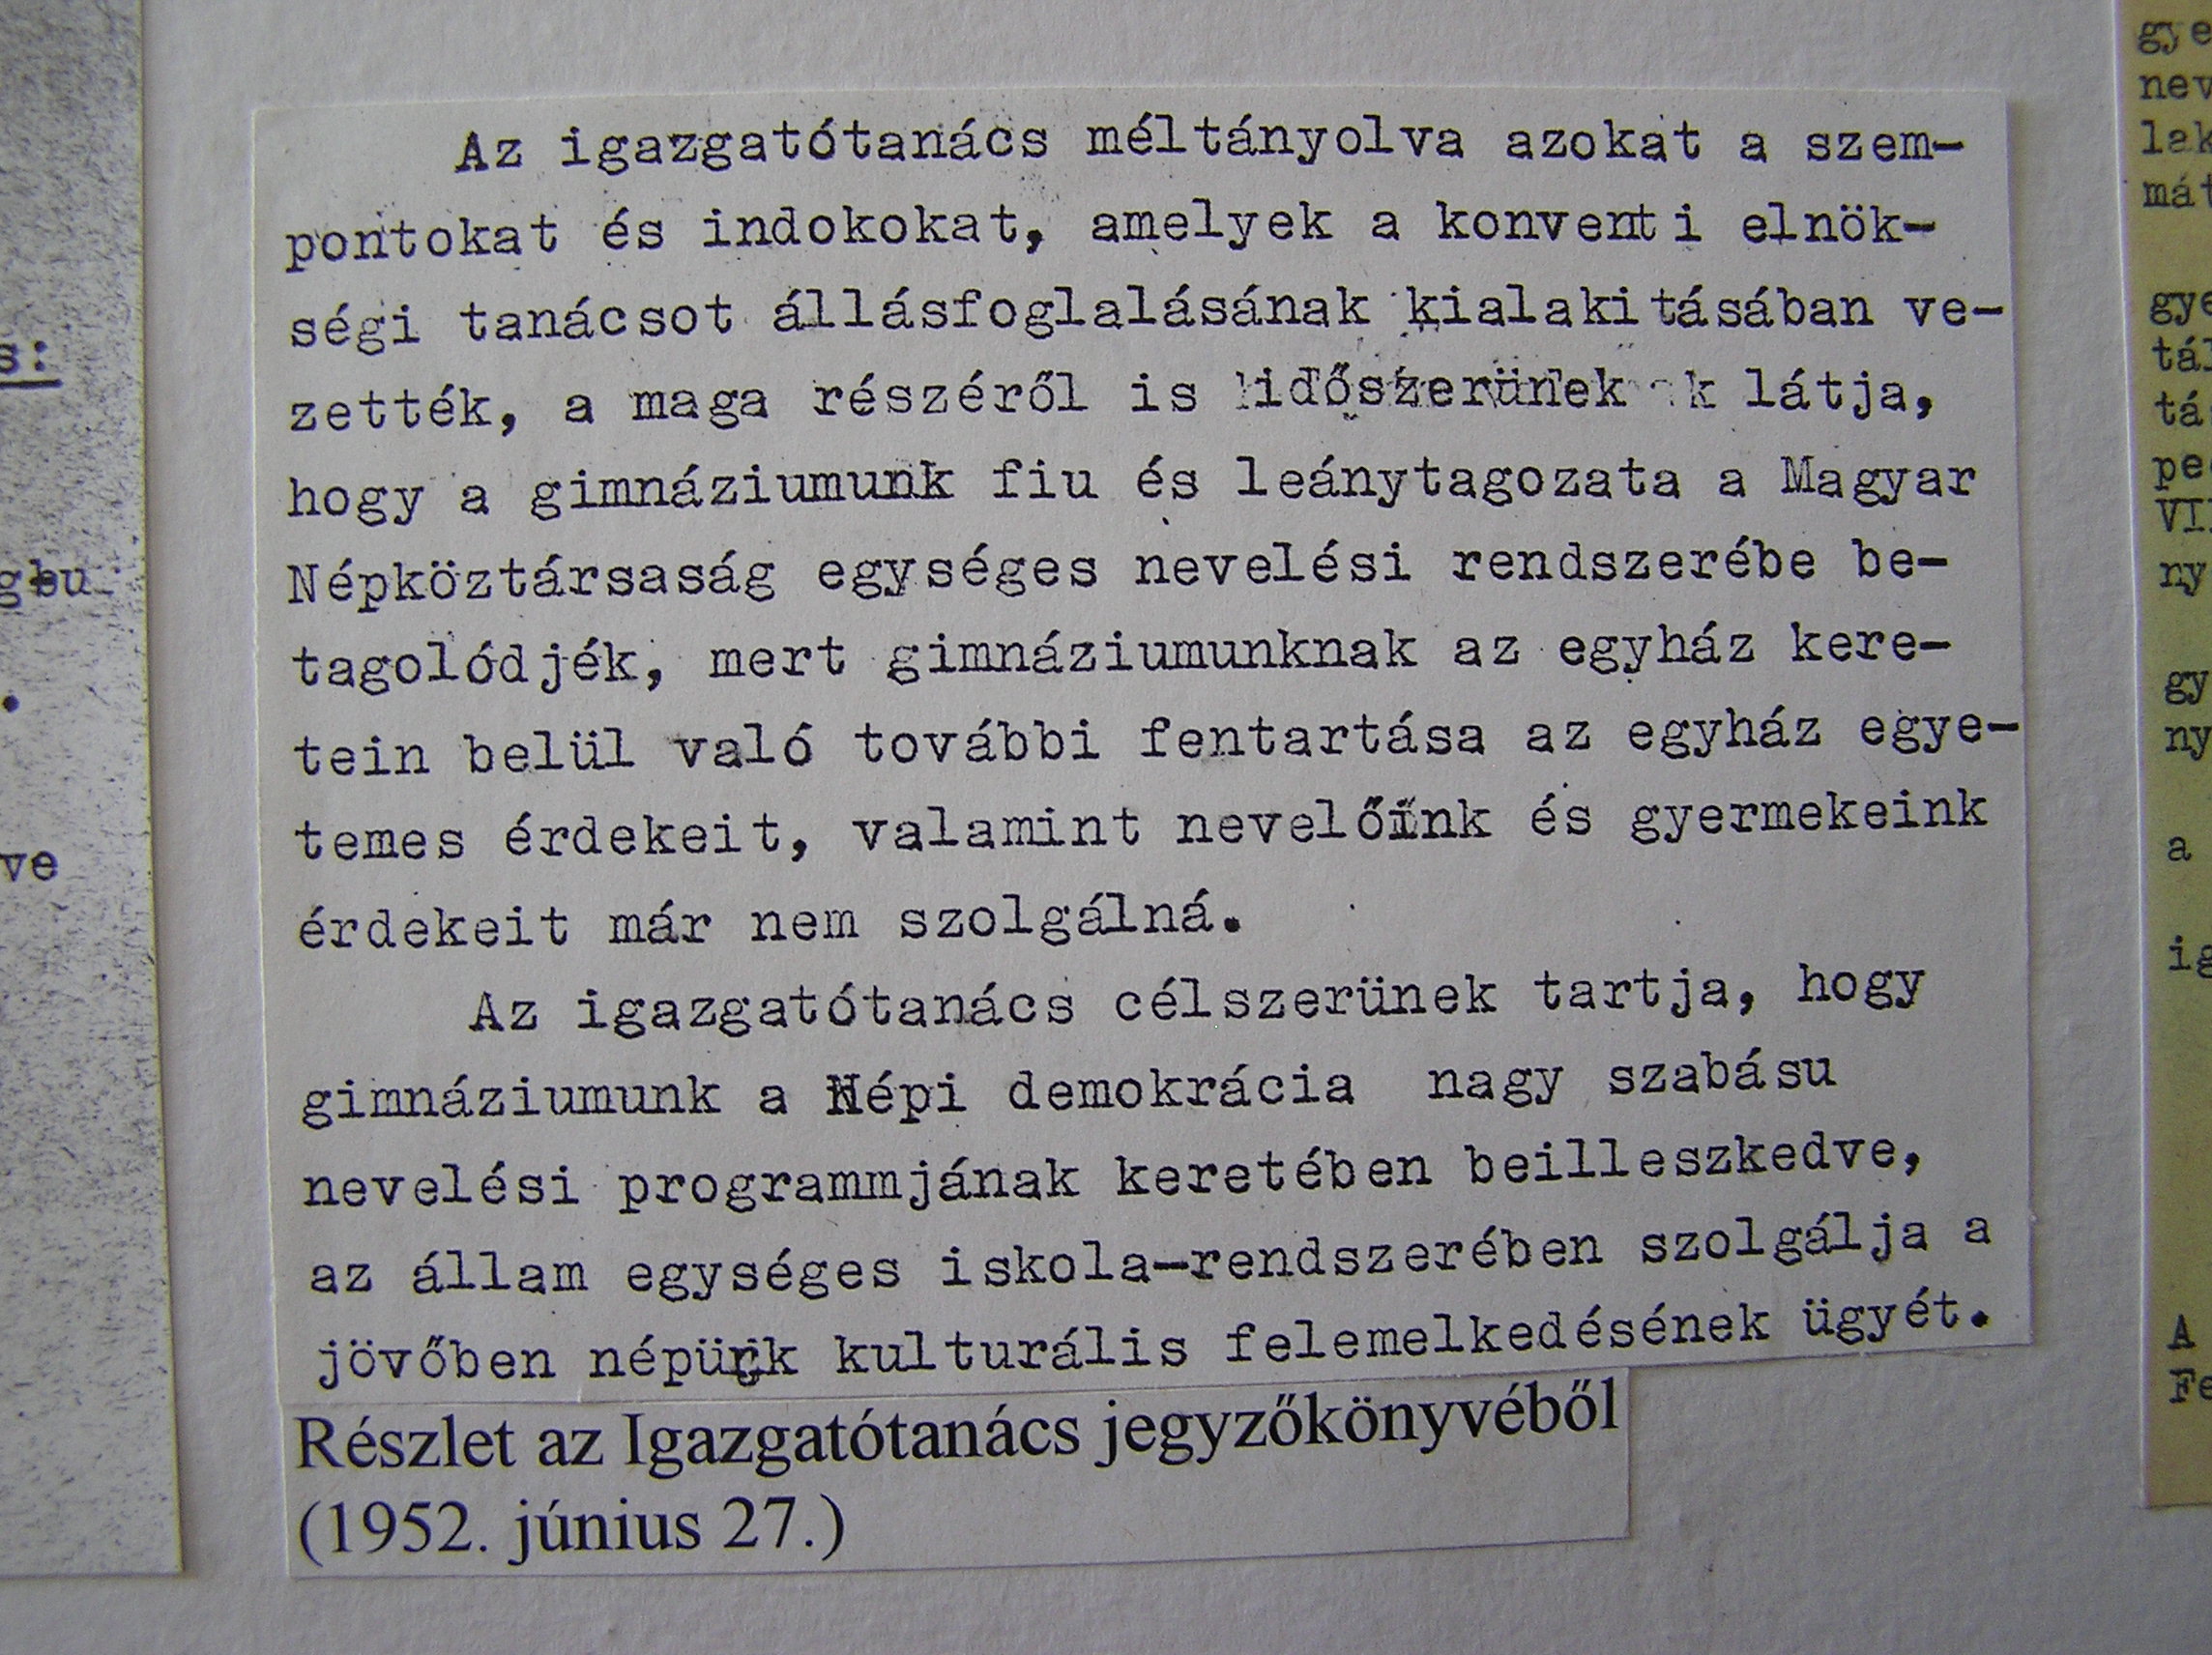 Az igazgatótanács méltányolva azokat a szem-
pontokat és indokokat, amelyek a konventi elnök-
ségi tanácsot állásfoglalásának kialakitásában ve-
zették, a maga részéről is időszerünek látja,
hogy a gimnáziumunk fiu és leánytagozata a Magyar
Népköztársaság egységes nevelési rendszerébe be-
tagolódjék, mert gimnáziumunknak az egyház kere-
tein belül való további fentartása az egyház egye-
temes érdekeit, valamint nevelőink és gyermekeink
érdekeit már nem szolgálná.
Az igazgatótanács célszerünek tartja, hogy
gimnáziumunk a Népi demokrácia nagy szabásu
nevelési programmjának keretében beilleszkedve,
az állam egységes iskola-rendszerében szolgálja a
jövőben népünk kulturális felemelkedésének ügyét.
Részlet az Igazgatótanács jegyzőkönyvéből
(1952. június 27.)